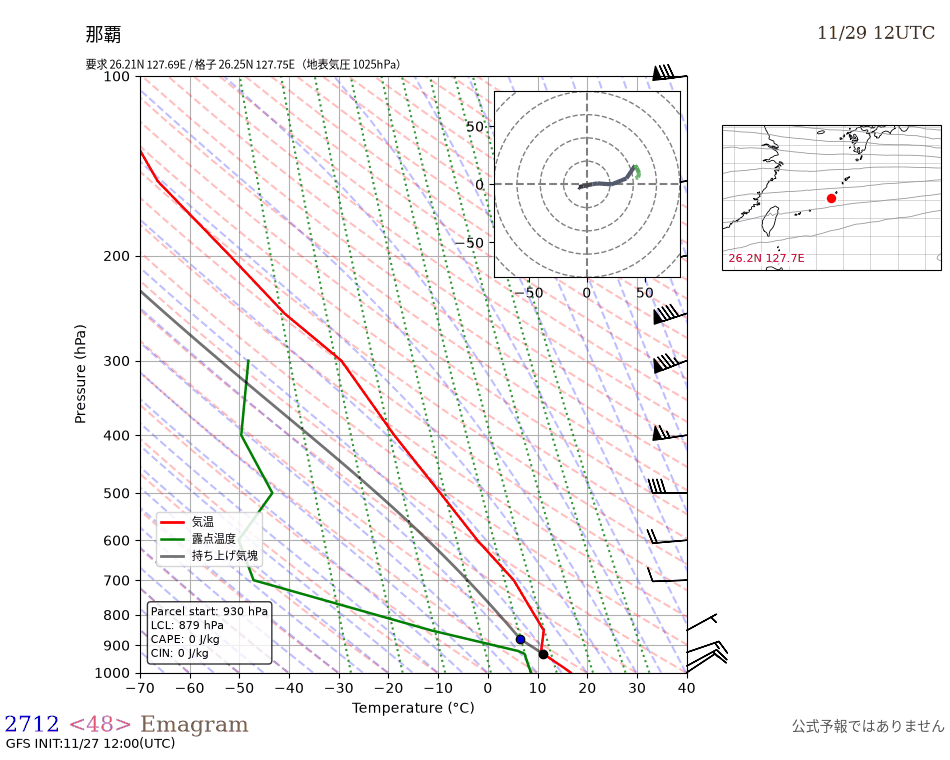 那覇
11/29 12UTC
要求 26.21N 127.69E / 格子 26.25N 127.75E（地表気圧 1025hPa）
100
200
300
400
500
600
700
800
900
1000
Pressure (hPa)
−70 −60 −50 −40 −30 −20 −10 0 10 20 30 40
Temperature (°C)
50
0
−50
−50 0 50
26.2N 127.7E
気温
露点温度
持ち上げ気塊
Parcel start: 930 hPa
LCL: 879 hPa
CAPE: 0 J/kg
CIN: 0 J/kg
2712 <48> Emagram
公式予報ではありません
GFS INIT:11/27 12:00(UTC)